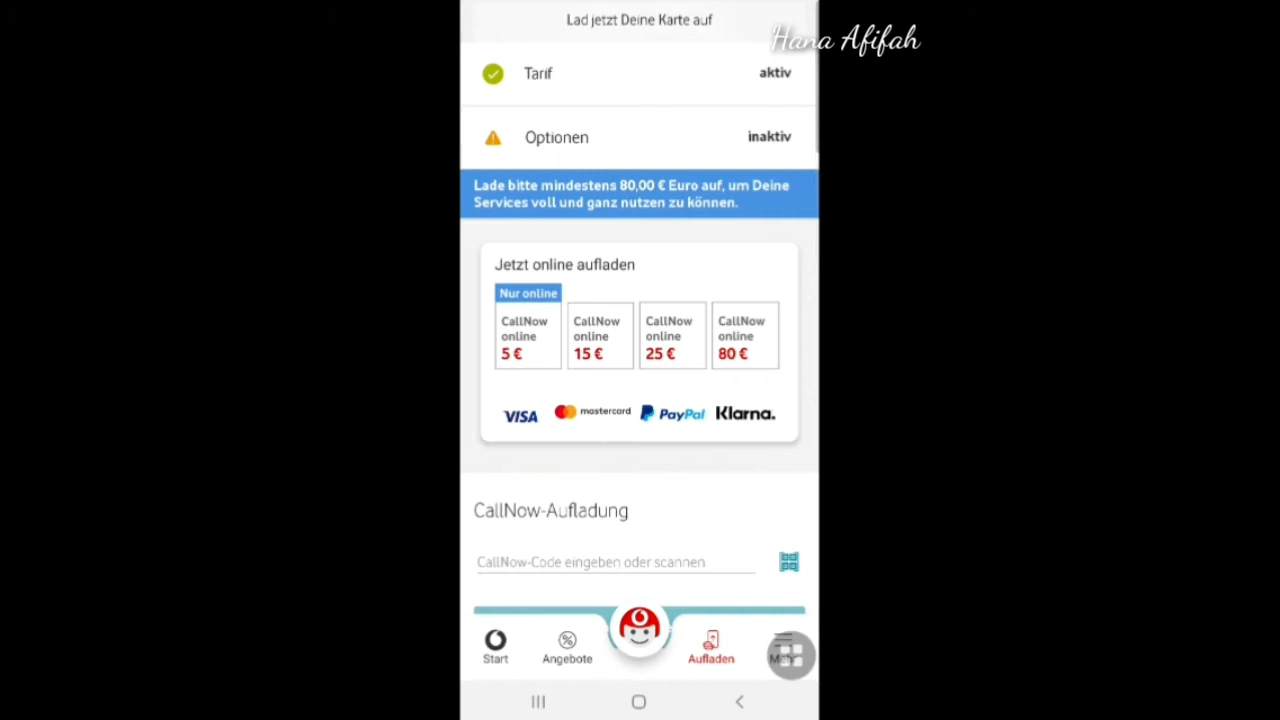 Lad jetzt Deine Karte auf
Hana Afifah
Tarif aktiv
Optionen inaktiv
Lade bitte mindestens 80,00 € Euro auf, um Deine
Services voll und ganz nutzen zu können.
Jetzt online aufladen
Nur online
CallNow online 5 €
CallNow online 15 €
CallNow online 25 €
CallNow online 80 €
VISA mastercard PayPal Klarna.
CallNow-Aufladung
CallNow-Code eingeben oder scannen
Start Angebote Aufladen